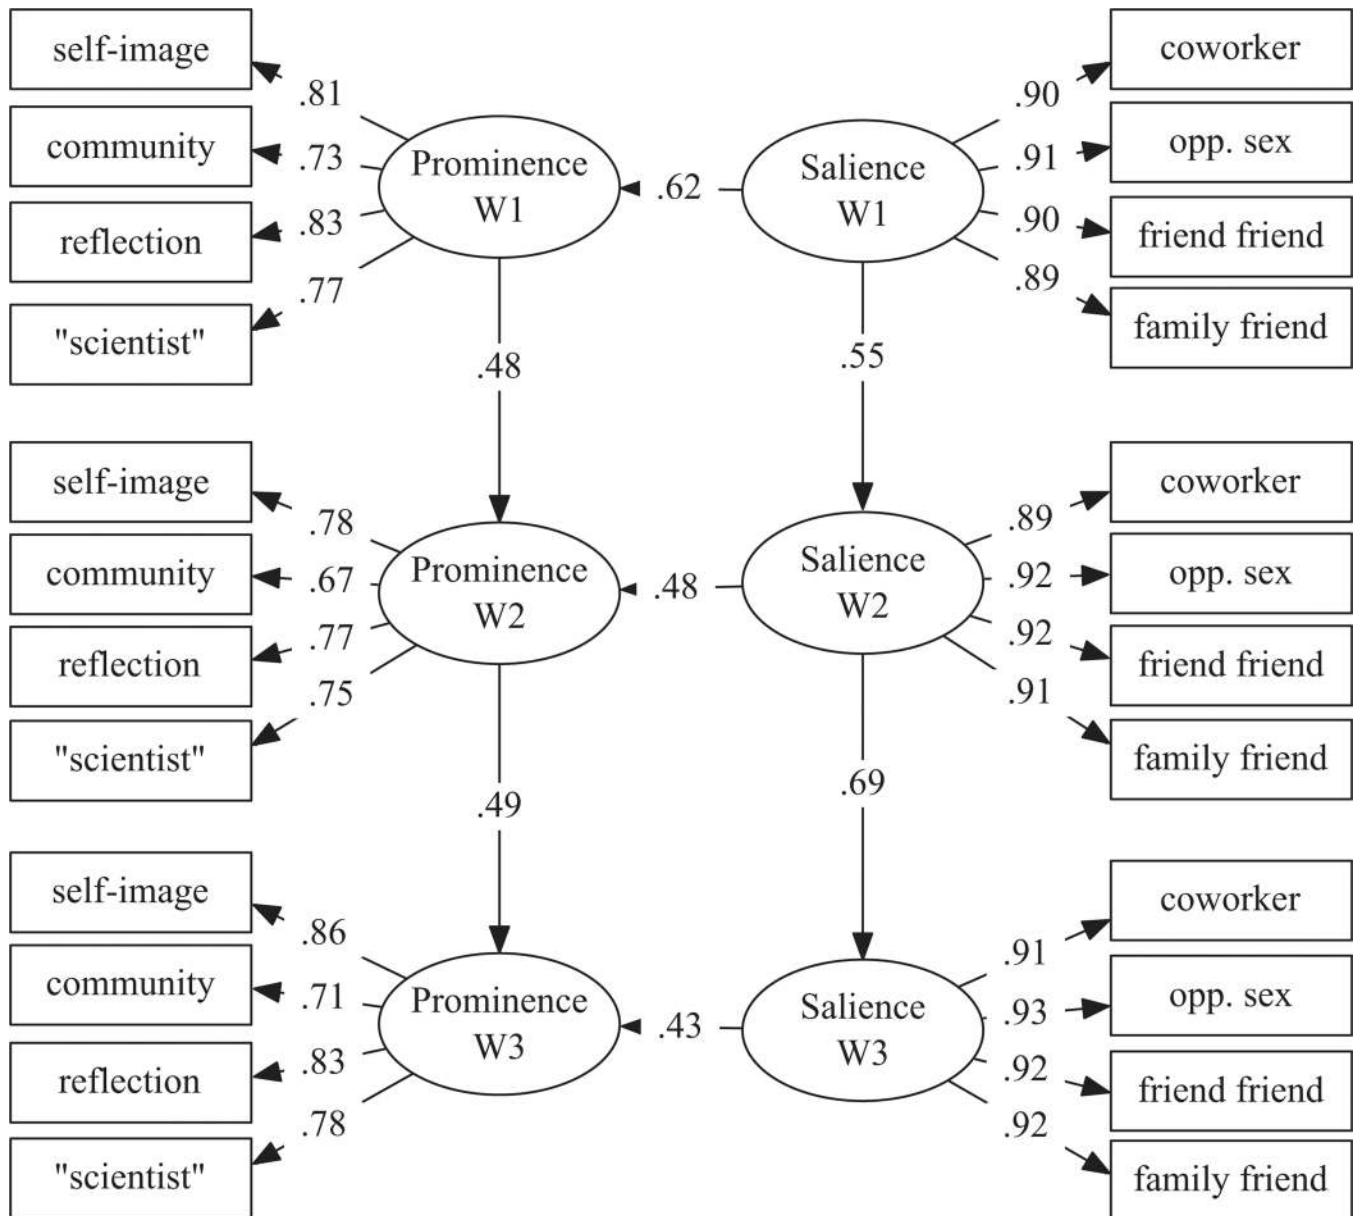 self-image
community
reflection
"scientist"
.81
.73
.83
.77
Prominence
W1
.62
Salience
W1
.90
.91
.90
.89
coworker
opp. sex
friend friend
family friend
.48
.55
self-image
community
reflection
"scientist"
.78
.67
.77
.75
Prominence
W2
.48
Salience
W2
.89
.92
.92
.91
coworker
opp. sex
friend friend
family friend
.49
.69
self-image
community
reflection
"scientist"
.86
.71
.83
.78
Prominence
W3
.43
Salience
W3
.91
.93
.92
.92
coworker
opp. sex
friend friend
family friend